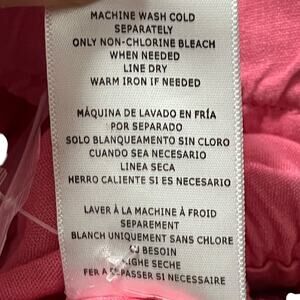 MACHINE WASH COLD
SEPARATELY
ONLY NON-CHLORINE BLEACH
WHEN NEEDED
LINE DRY
WARM IRON IF NEEDED
MÁQUINA DE LAVADO EN FRÍA
POR SEPARADO
SOLO BLANQUEAMENTO SIN CLORO
CUANDO SEA NECESARIO
LINEA SECA
HERRO CALIENTE SI ES NECESARIO
LAVER À LA MACHINE À FROID
SEPAREMENT
BLANCH UNIQUEMENT SANS CHLORE
BESOIN
SECHE
FER A REPASSER SI NECESSAIRE